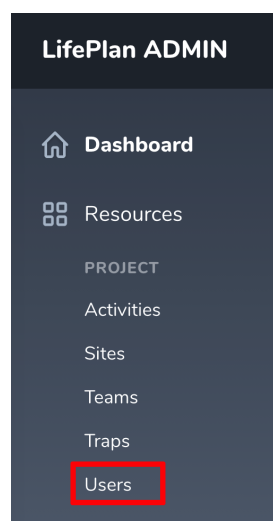 LifePlan ADMIN
Dashboard
Resources
PROJECT
Activities
Sites
Teams
Traps
Users